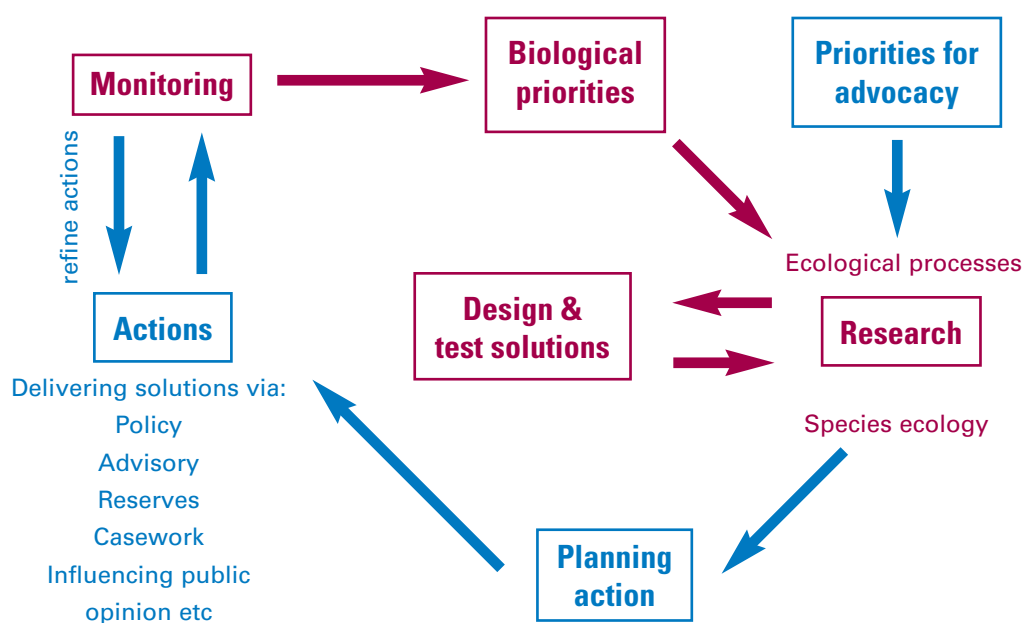 Monitoring
Biological
priorities
Priorities for
advocacy
refine actions
Ecological processes
Actions
Design &
test solutions
Research
Delivering solutions via:
Policy
Advisory
Reserves
Casework
Influencing public
opinion etc
Species ecology
Planning
action